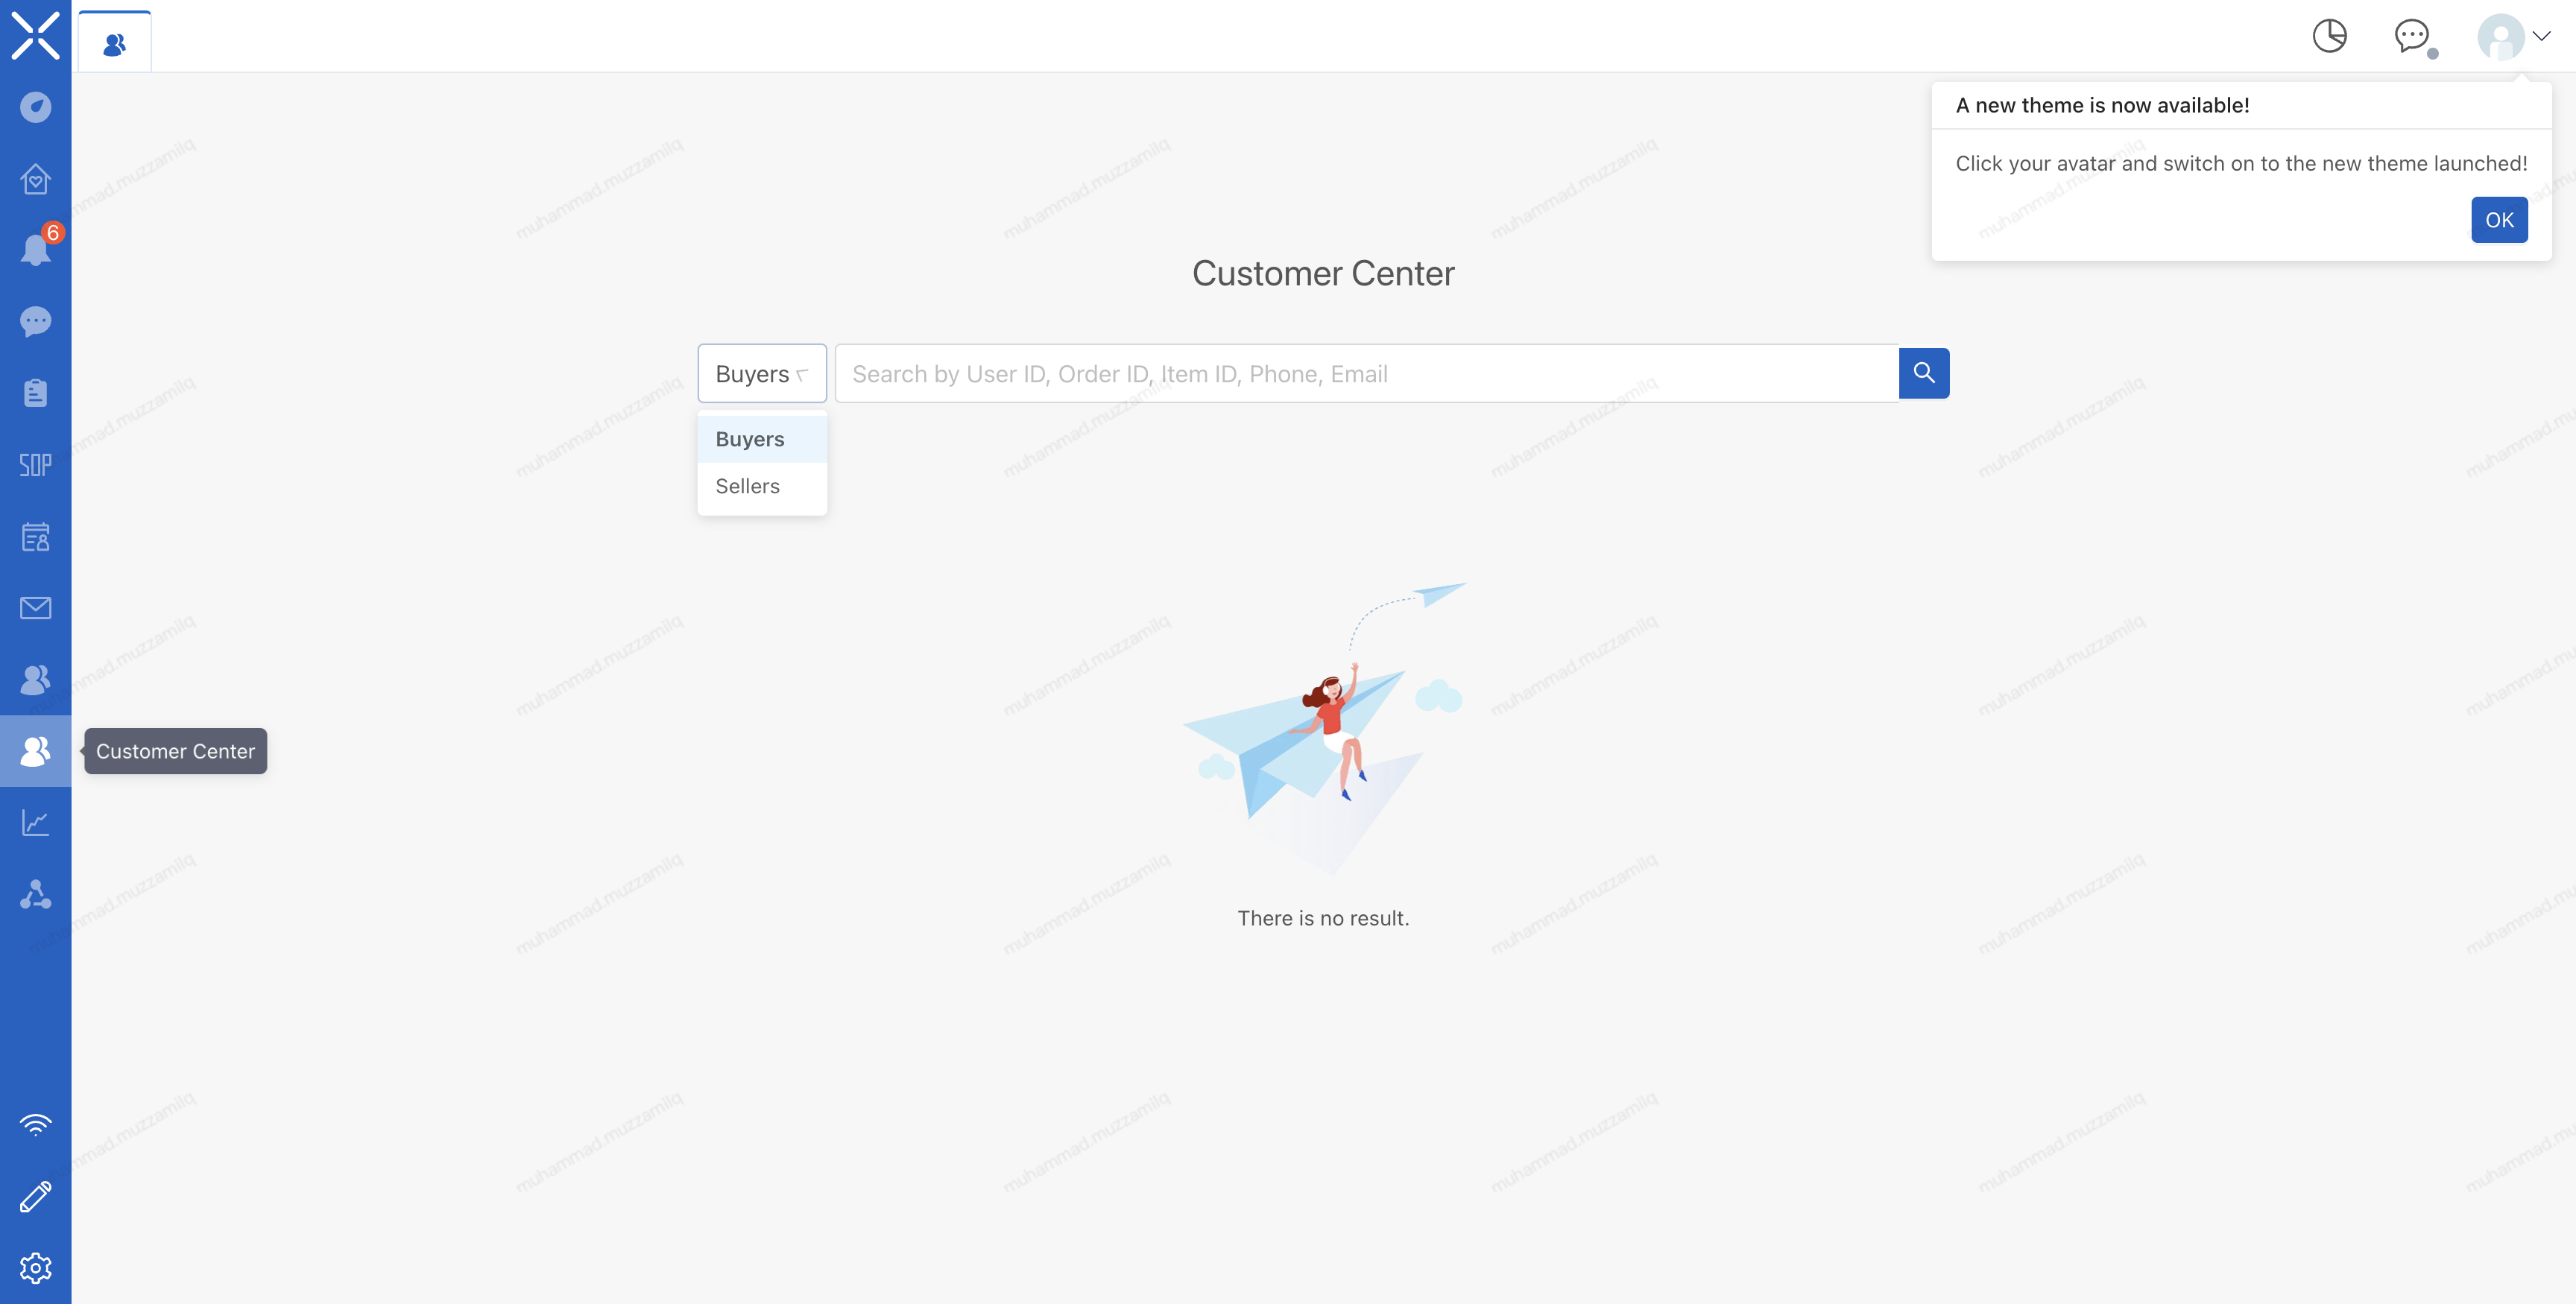 A new theme is now available!
Click your avatar and switch on to the new theme launched!
OK
6
Customer Center
Buyers
Search by User ID, Order ID, Item ID, Phone, Email
Buyers
Sellers
SOP
Customer Center
There is no result.
muhammad.muzzamilq